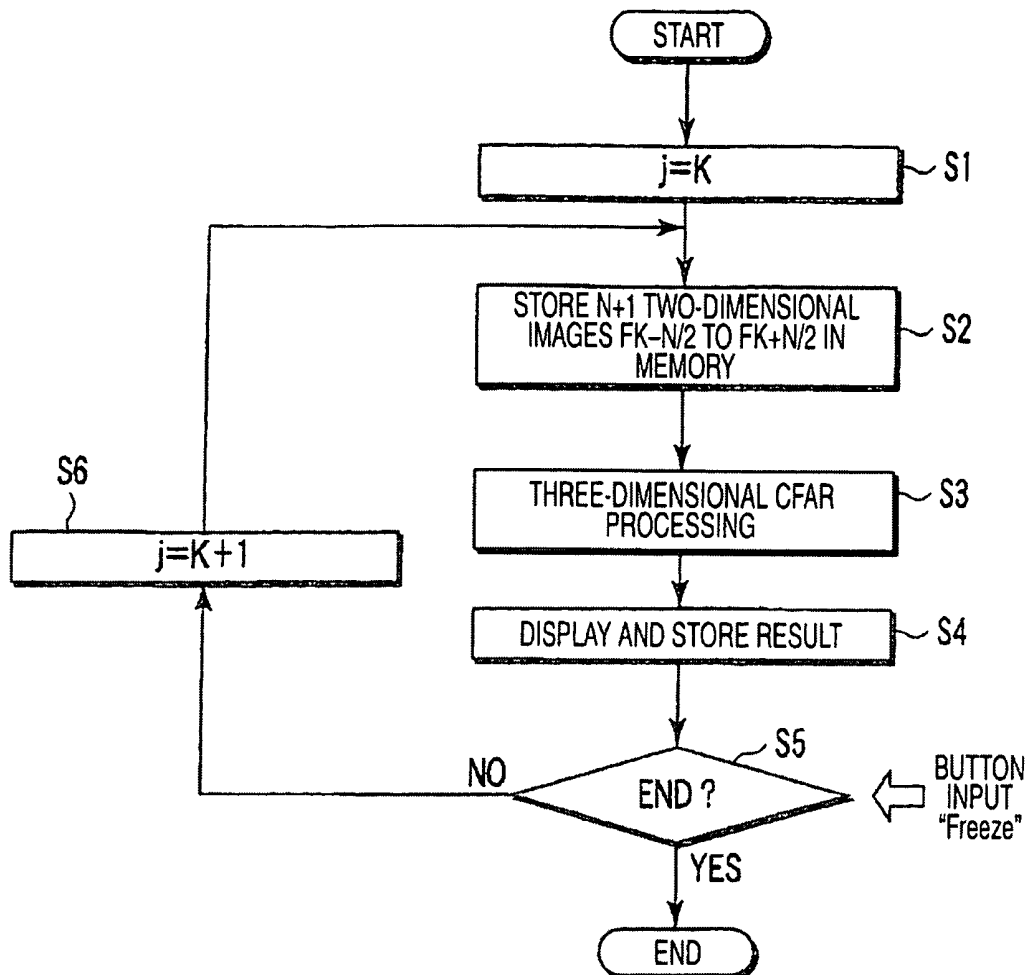 START
j=K
S1
STORE N+1 TWO-DIMENSIONAL
IMAGES FK–N/2 TO FK+N/2 IN
MEMORY
S2
THREE-DIMENSIONAL CFAR
PROCESSING
S3
S6
j=K+1
DISPLAY AND STORE RESULT
S4
S5
END ?
NO
BUTTON
INPUT
“Freeze”
YES
END